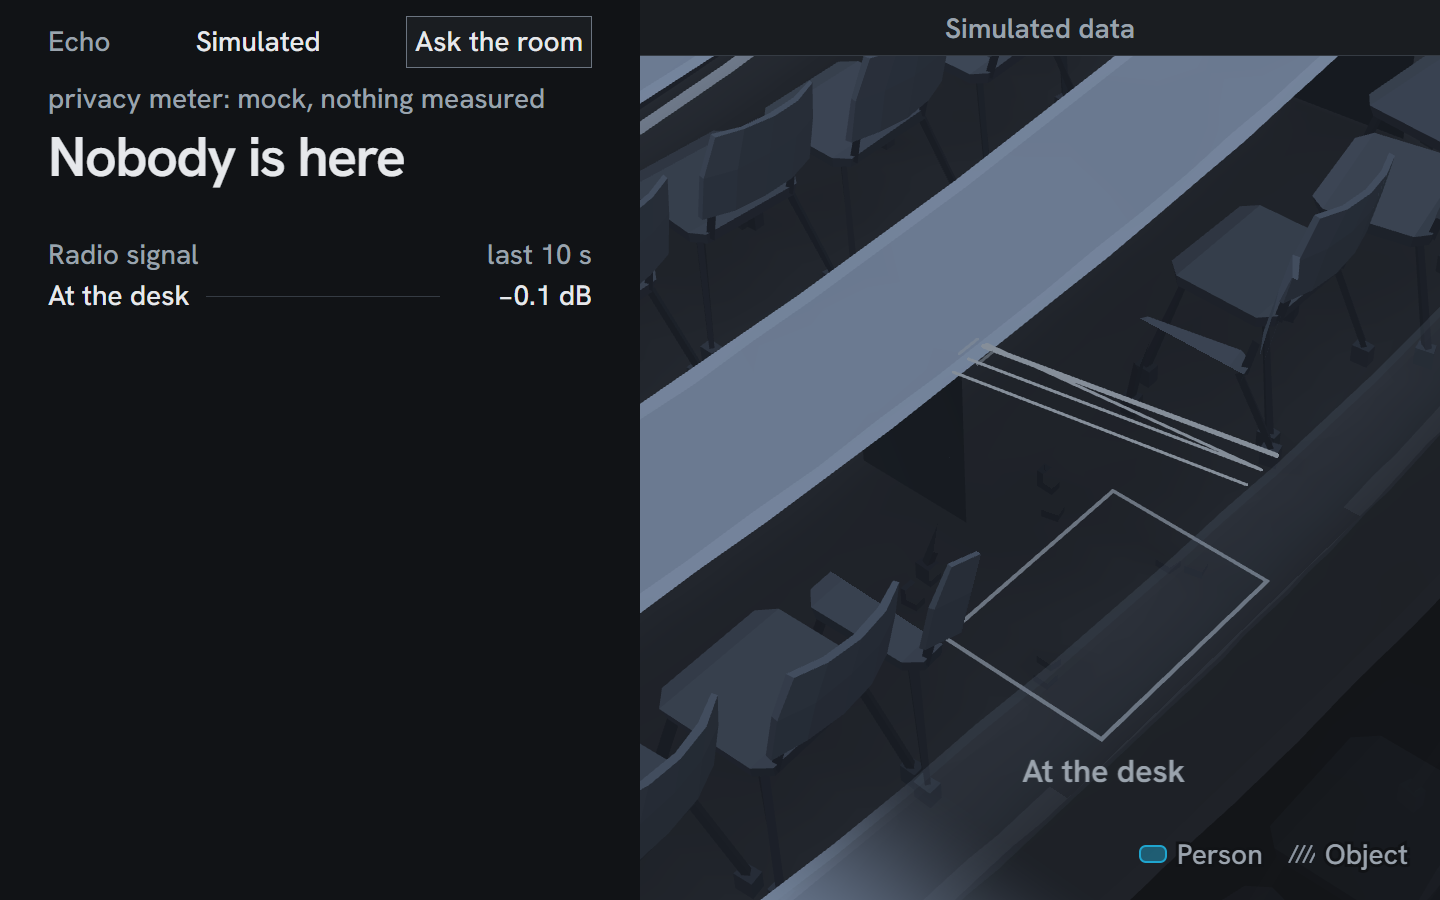 Echo Simulated Ask the room
privacy meter: mock, nothing measured
Nobody is here
Radio signal last 10 s
At the desk −0.1 dB
Simulated data
At the desk
Person Object